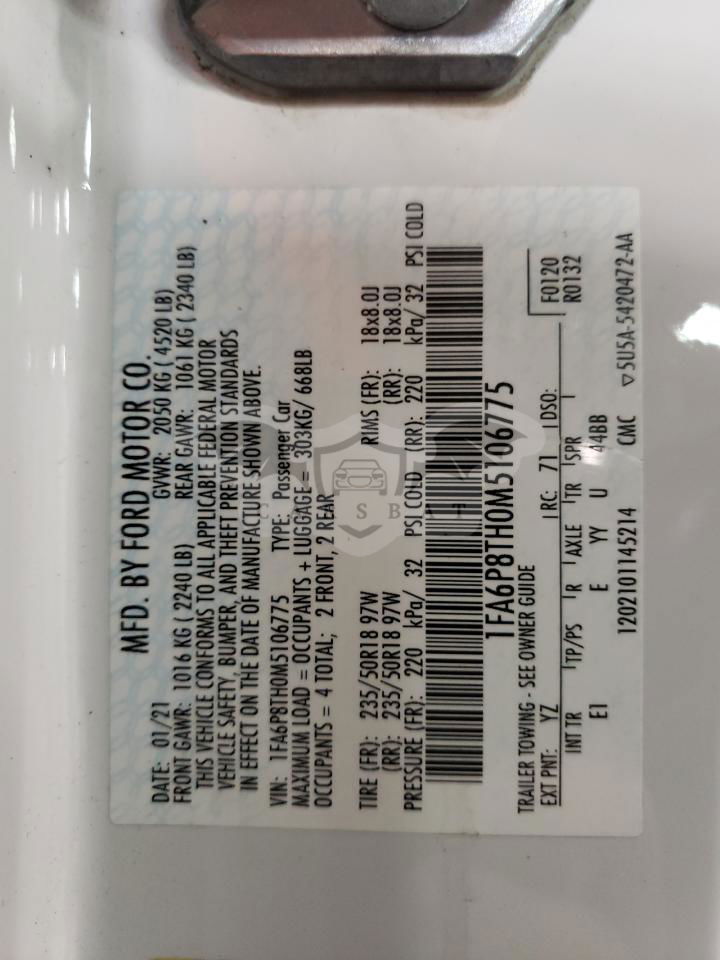 MFD. BY FORD MOTOR CO.
DATE: 01/21 GVWR: 2050 KG ( 4520 LB)
FRONT GAWR: 1016 KG ( 2240 LB) REAR GAWR: 1061 KG ( 2340 LB)
THIS VEHICLE CONFORMS TO ALL APPLICABLE FEDERAL MOTOR
VEHICLE SAFETY, BUMPER, AND THEFT PREVENTION STANDARDS
IN EFFECT ON THE DATE OF MANUFACTURE SHOWN ABOVE.
VIN: 1FA6P8TH0M5106775 TYPE: Passenger Car
MAXIMUM LOAD = OCCUPANTS + LUGGAGE = 303KG/ 668LB
OCCUPANTS = 4 TOTAL; 2 FRONT, 2 REAR
TIRE (FR): 235/50R18 97W RIMS (FR): 18x8.0J
(RR): 235/50R18 97W (RR): 18x8.0J
PRESSURE (FR): 220 kPa/ 32 PSI COLD (RR): 220 kPa/ 32 PSI COLD
1FA6P8TH0M5106775
TRAILER TOWING - SEE OWNER GUIDE
F0120
EXT PNT: YZ RC: 71 DSO: R0132
INT TR TP/PS R AXLE TR SPR
E1 E YY U 44BB
1202101145214 CMC ▽5U5A-5420472-AA